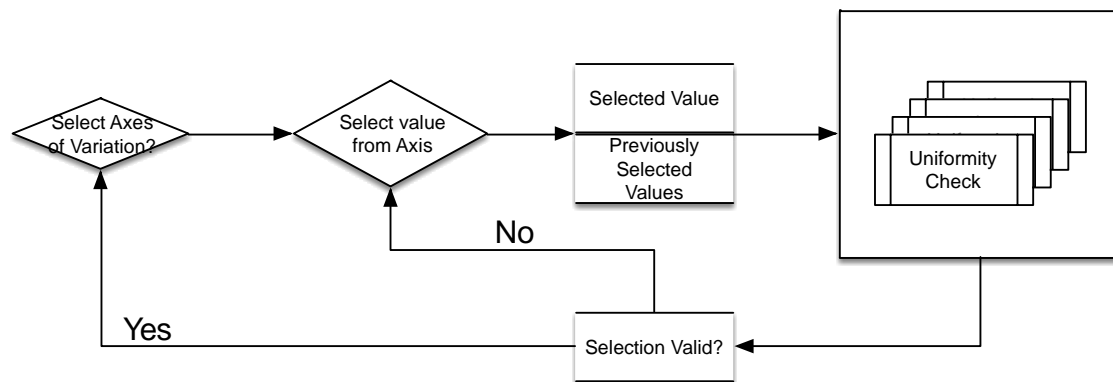 Select Axes
of Variation?
Select value
from Axis
Selected Value
Previously
Selected
Values
Uniformity
Check
No
Yes
Selection Valid?